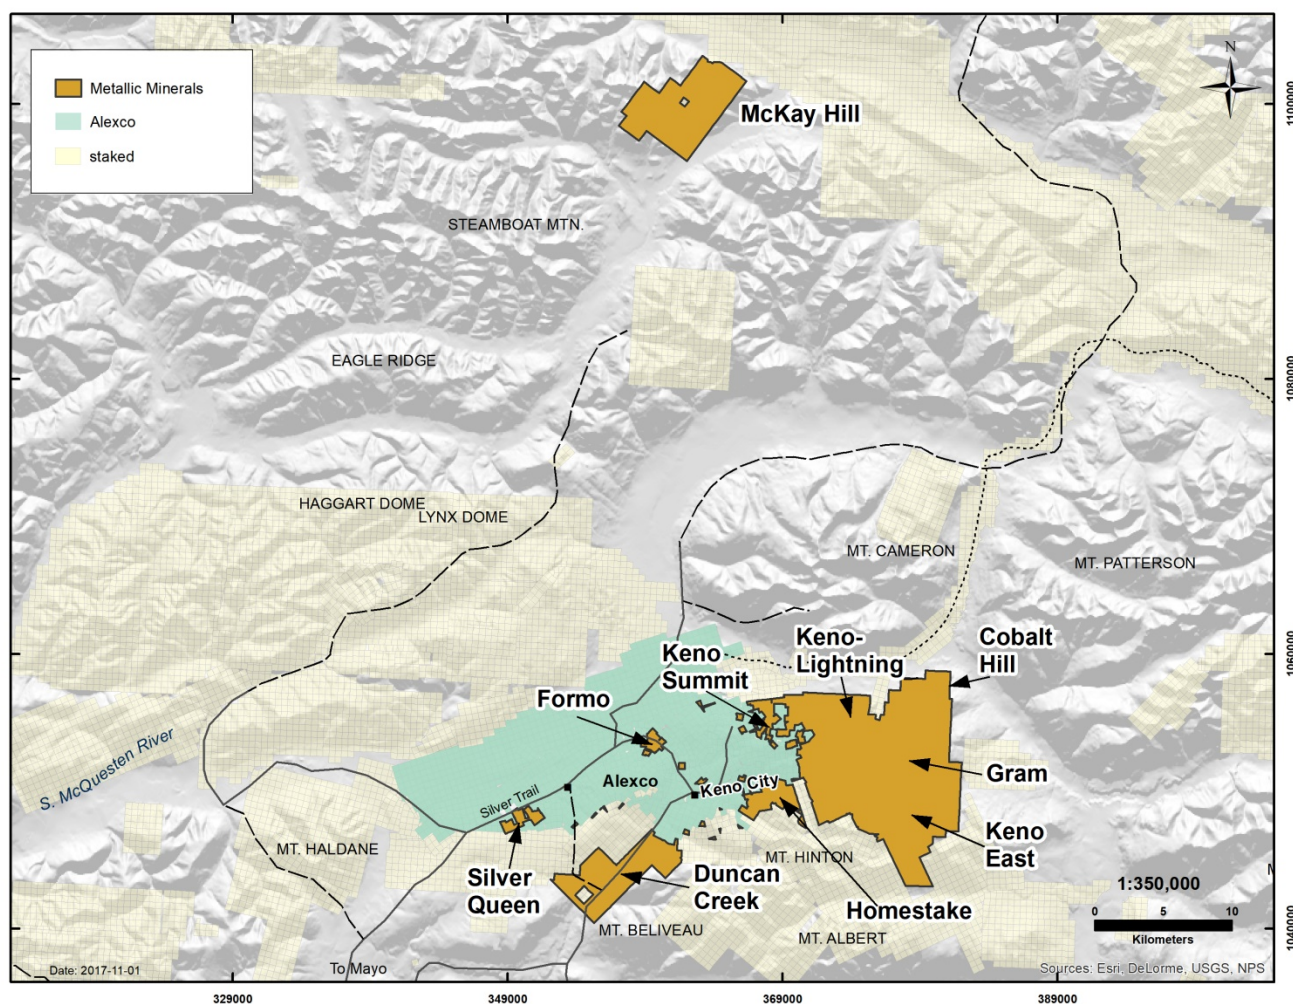 Metallic Minerals
Alexco
staked
McKay Hill
N
1100000
STEAMBOAT MTN.
EAGLE RIDGE
1080000
HAGGART DOME
LYNX DOME
MT. CAMERON
MT. PATTERSON
Keno
Summit
Keno-
Lightning
Cobalt
Hill
1060000
Formo
S. McQuesten River
Silver Trail
Alexco
Keno City
Gram
Keno
East
MT. HALDANE
MT. HINTON
Silver
Queen
Duncan
Creek
Homestake
M
1:350,000
0 5 10
Kilometers
MT. BELIVEAU
MT. ALBERT
1040000
Date: 2017-11-01
To Mayo
Sources: Esri, DeLorme, USGS, NPS
329000
349000
369000
389000